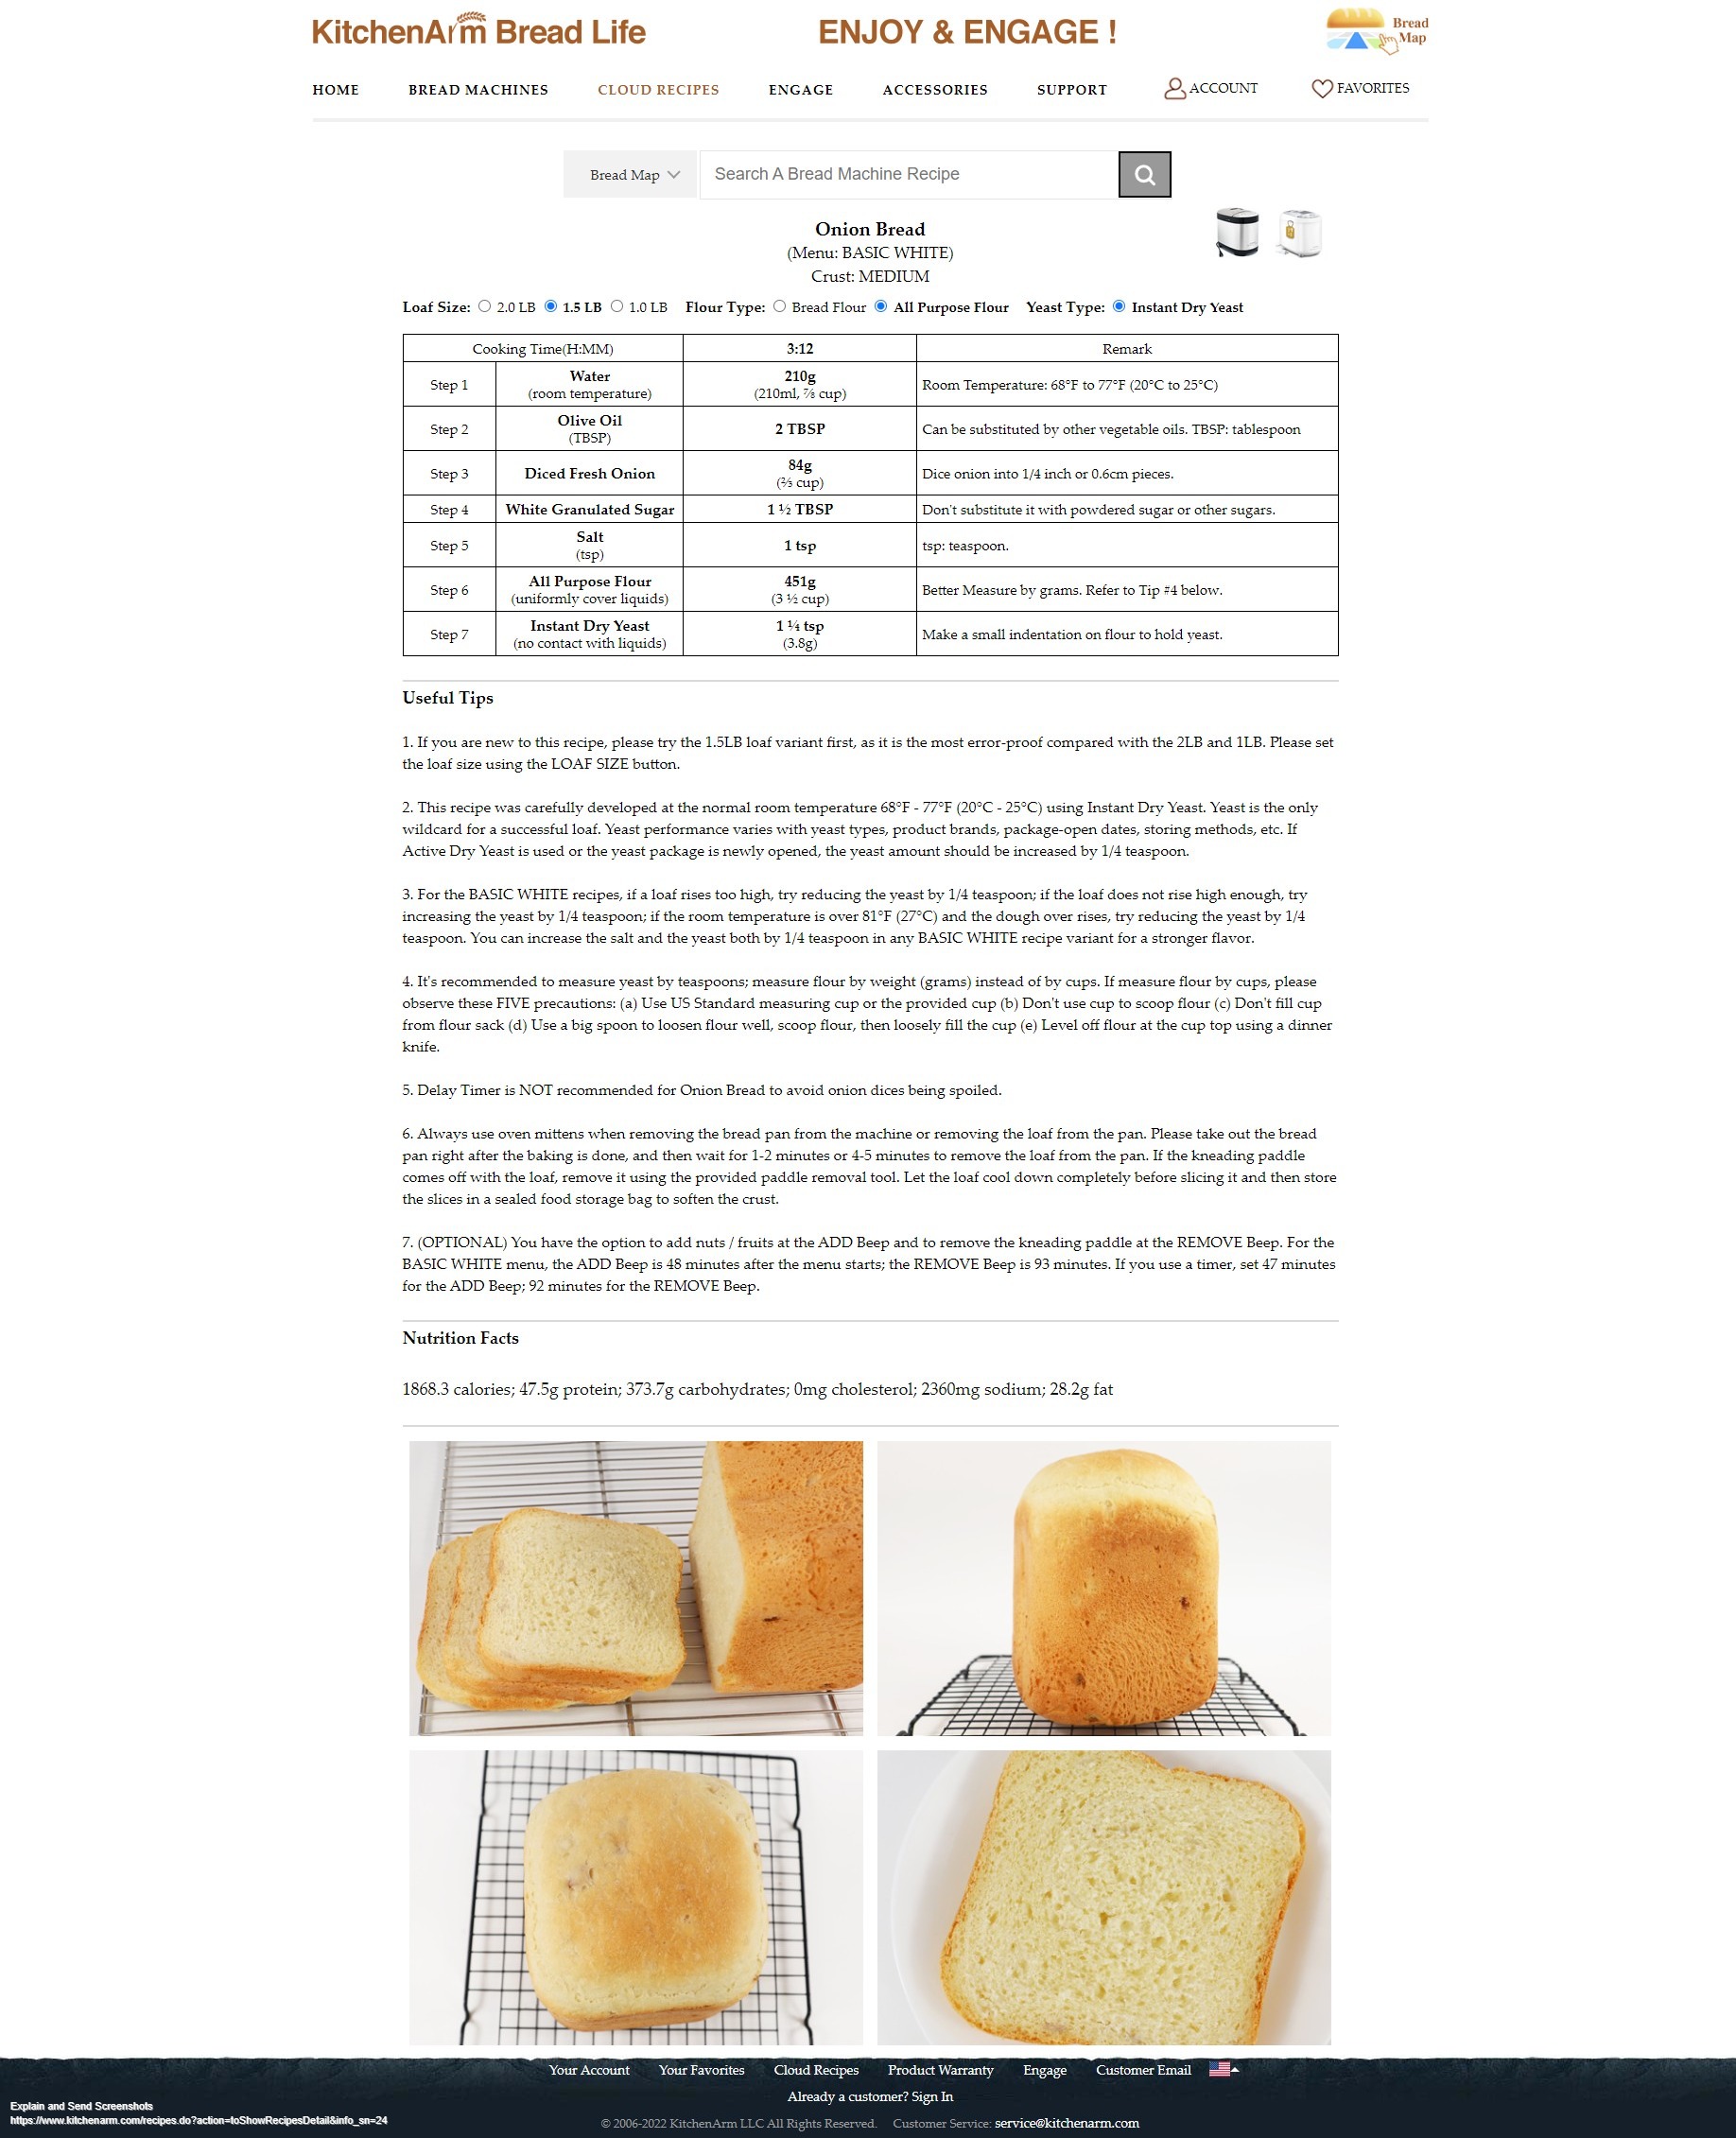 KitchenArm Bread Life
ENJOY & ENGAGE !
Bread
Map
HOME BREAD MACHINES CLOUD RECIPES ENGAGE ACCESSORIES SUPPORT ACCOUNT FAVORITES
Bread Map Search A Bread Machine Recipe
Onion Bread
(Menu: BASIC WHITE)
Crust: MEDIUM
Loaf Size: 2.0 LB 1.5 LB 1.0 LB Flour Type: Bread Flour All Purpose Flour Yeast Type: Instant Dry Yeast
Cooking Time(H:MM) 3:12 Remark
Step 1 Water (room temperature) 210g (210ml, ⅞ cup) Room Temperature: 68°F to 77°F (20°C to 25°C)
Step 2 Olive Oil (TBSP) 2 TBSP Can be substituted by other vegetable oils. TBSP: tablespoon
Step 3 Diced Fresh Onion 84g (⅔ cup) Dice onion into 1/4 inch or 0.6cm pieces.
Step 4 White Granulated Sugar 1 ½ TBSP Don't substitute it with powdered sugar or other sugars.
Step 5 Salt (tsp) 1 tsp tsp: teaspoon.
Step 6 All Purpose Flour (uniformly cover liquids) 451g (3 ½ cup) Better Measure by grams. Refer to Tip #4 below.
Step 7 Instant Dry Yeast (no contact with liquids) 1 ¼ tsp (3.8g) Make a small indentation on flour to hold yeast.
Useful Tips
1. If you are new to this recipe, please try the 1.5LB loaf variant first, as it is the most error-proof compared with the 2LB and 1LB. Please set
the loaf size using the LOAF SIZE button.
2. This recipe was carefully developed at the normal room temperature 68°F - 77°F (20°C - 25°C) using Instant Dry Yeast. Yeast is the only
wildcard for a successful loaf. Yeast performance varies with yeast types, product brands, package-open dates, storing methods, etc. If
Active Dry Yeast is used or the yeast package is newly opened, the yeast amount should be increased by 1/4 teaspoon.
3. For the BASIC WHITE recipes, if a loaf rises too high, try reducing the yeast by 1/4 teaspoon; if the loaf does not rise high enough, try
increasing the yeast by 1/4 teaspoon; if the room temperature is over 81°F (27°C) and the dough over rises, try reducing the yeast by 1/4
teaspoon. You can increase the salt and the yeast both by 1/4 teaspoon in any BASIC WHITE recipe variant for a stronger flavor.
4. It's recommended to measure yeast by teaspoons; measure flour by weight (grams) instead of by cups. If measure flour by cups, please
observe these FIVE precautions: (a) Use US Standard measuring cup or the provided cup (b) Don't use cup to scoop flour (c) Don't fill cup
from flour sack (d) Use a big spoon to loosen flour well, scoop flour, then loosely fill the cup (e) Level off flour at the cup top using a dinner
knife.
5. Delay Timer is NOT recommended for Onion Bread to avoid onion dices being spoiled.
6. Always use oven mittens when removing the bread pan from the machine or removing the loaf from the pan. Please take out the bread
pan right after the baking is done, and then wait for 1-2 minutes or 4-5 minutes to remove the loaf from the pan. If the kneading paddle
comes off with the loaf, remove it using the provided paddle removal tool. Let the loaf cool down completely before slicing it and then store
the slices in a sealed food storage bag to soften the crust.
7. (OPTIONAL) You have the option to add nuts / fruits at the ADD Beep and to remove the kneading paddle at the REMOVE Beep. For the
BASIC WHITE menu, the ADD Beep is 48 minutes after the menu starts; the REMOVE Beep is 93 minutes. If you use a timer, set 47 minutes
for the ADD Beep; 92 minutes for the REMOVE Beep.
Nutrition Facts
1868.3 calories; 47.5g protein; 373.7g carbohydrates; 0mg cholesterol; 2360mg sodium; 28.2g fat
Your Account Your Favorites Cloud Recipes Product Warranty Engage Customer Email
Already a customer? Sign In
© 2006-2022 KitchenArm LLC All Rights Reserved. Customer Service: service@kitchenarm.com
Explain and Send Screenshots
https://www.kitchenarm.com/recipes.do?action=toShowRecipesDetail&info_sn=24